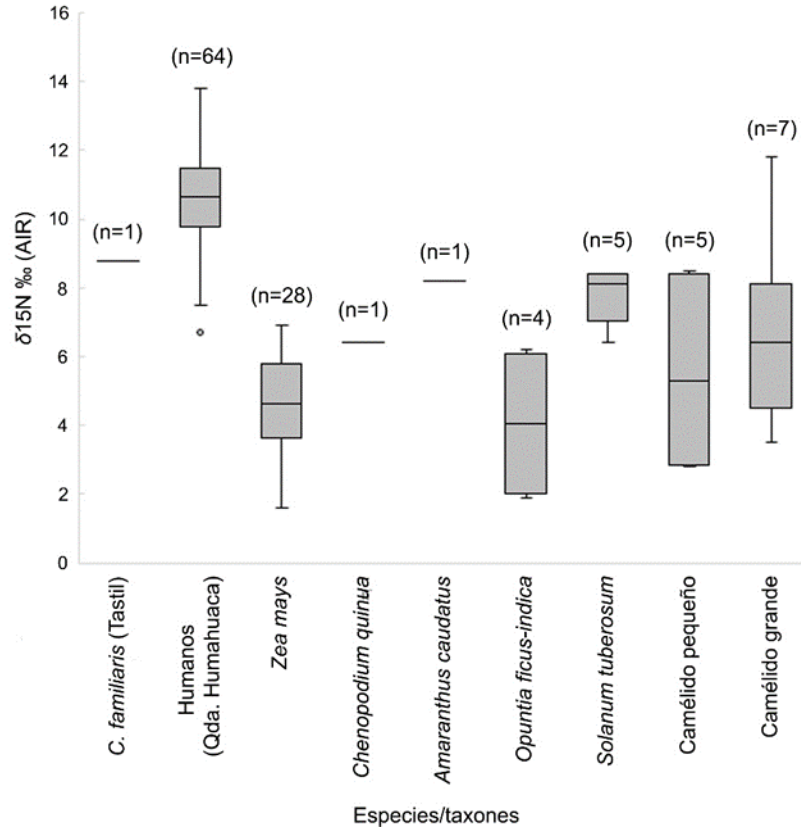 δ15N ‰ (AIR)
16
14
12
10
8
6
4
2
0
(n=1)
(n=64)
(n=28)
(n=1)
(n=1)
(n=4)
(n=5)
(n=5)
(n=7)
C. familiaris (Tastil)
Humanos
(Qda. Humahuaca)
Zea mays
Chenopodium quinua
Amaranthus caudatus
Opuntia ficus-indica
Solanum tuberosum
Camélido pequeño
Camélido grande
Especies/taxones